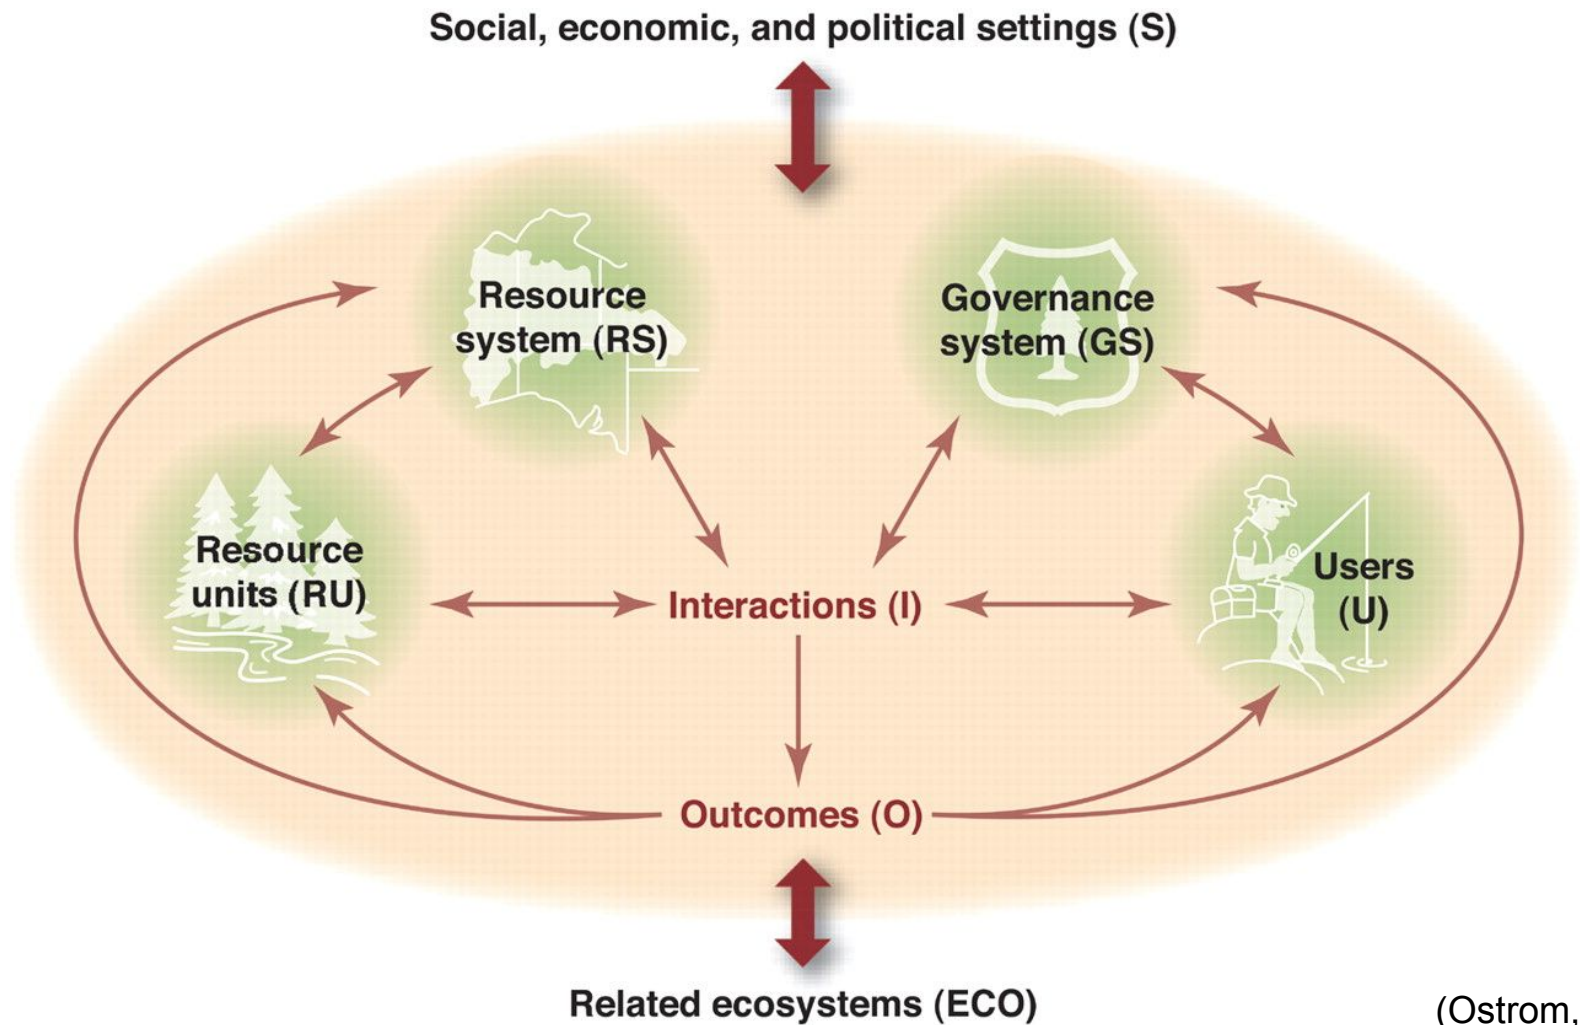 Social, economic, and political settings (S)
Resource
system (RS)
Governance
system (GS)
Resource
units (RU)
Interactions (I)
Users
(U)
Outcomes (O)
Related ecosystems (ECO)
(Ostrom,